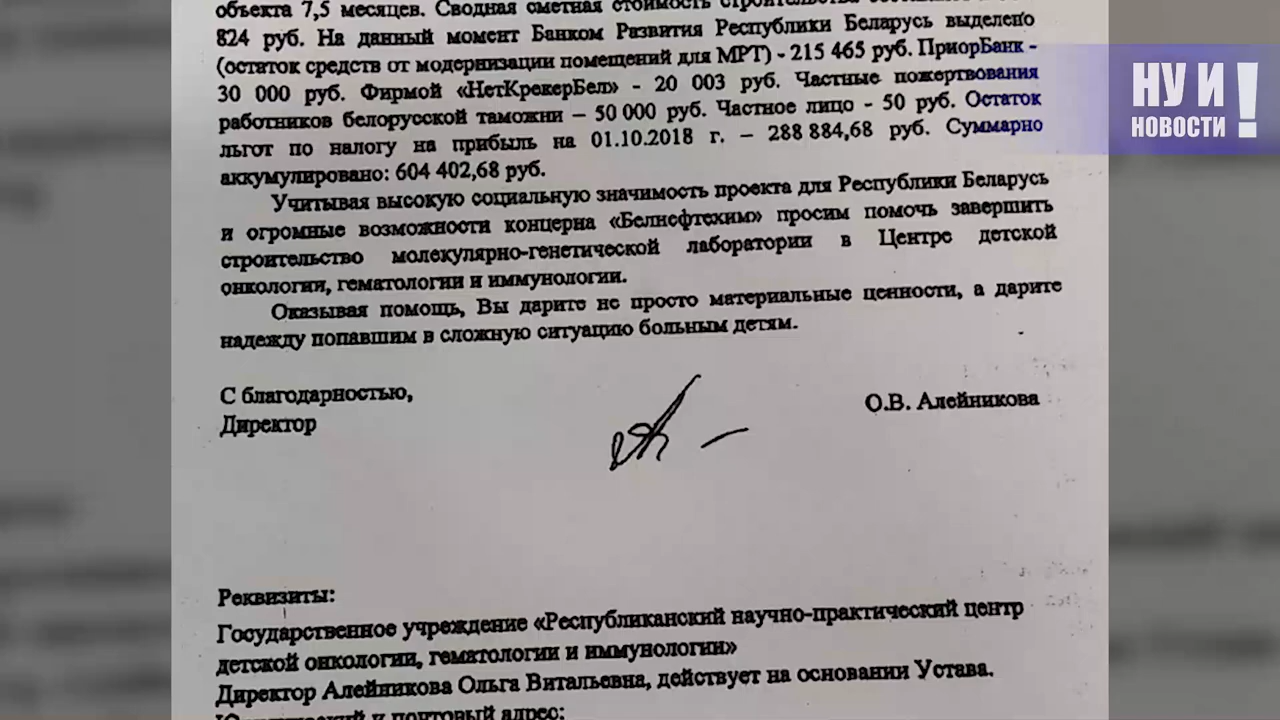 объекта 7,5 месяцев. Сводная сметная стоимость строительства
824 руб. На данный момент Банком Развития Республики Беларусь выделено
(остаток средств от модернизации помещений для МРТ) - 215 465 руб. ПриорБанк -
30 000 руб. Фирмой «НетКрекерБел» - 20 003 руб. Частные пожертвования
работников белорусской таможни – 50 000 руб. Частное лицо - 50 руб. Остаток
льгот по налогу на прибыль на 01.10.2018 г. – 288 884,68 руб. Суммарно
аккумулировано: 604 402,68 руб.
Учитывая высокую социальную значимость проекта для Республики Беларусь
и огромные возможности концерна «Белнефтехим» просим помочь завершить
строительство молекулярно-генетической лаборатории в Центре детской
онкологии, гематологии и иммунологии.
Оказывая помощь, Вы дарите не просто материальные ценности, а дарите
надежду попавшим в сложную ситуацию больным детям.
С благодарностью,
Директор
О.В. Алейникова
Реквизиты:
Государственное учреждение «Республиканский научно-практический центр
детской онкологии, гематологии и иммунологии»
Директор Алейникова Ольга Витальевна, действует на основании Устава.
и почтовый адрес:
НУ И
НОВОСТИ !